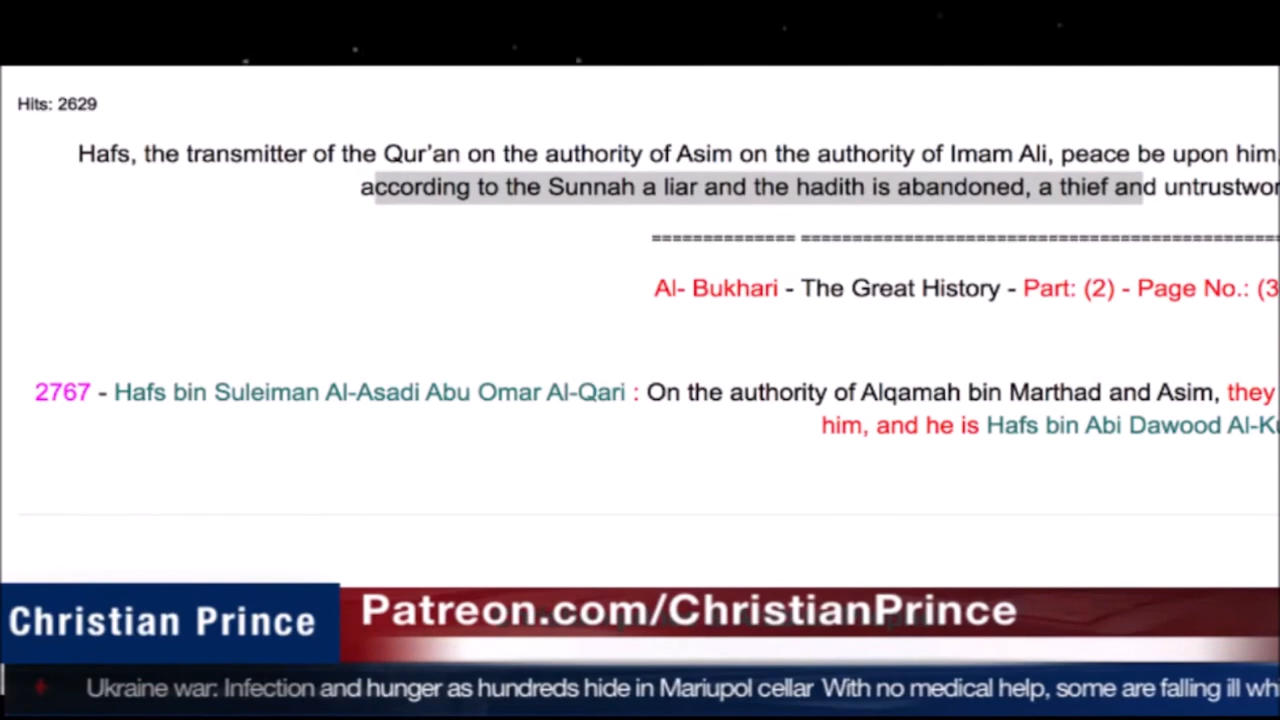 Hits: 2629
Hafs, the transmitter of the Qur'an on the authority of Asim on the authority of Imam Ali, peace be upon him,
according to the Sunnah a liar and the hadith is abandoned, a thief and
============== ================================================
Al- Bukhari - The Great History - Part: (2) - Page No.: (3
2767 - Hafs bin Suleiman Al-Asadi Abu Omar Al-Qari : On the authority of Alqamah bin Marthad and Asim, they
him, and he is Hafs bin Abi Dawood
Christian Prince
Patreon.com/ChristianPrince
Ukraine war: Infection and hunger as hundreds hide in Mariupol cellar With no medical help, some are falling ill